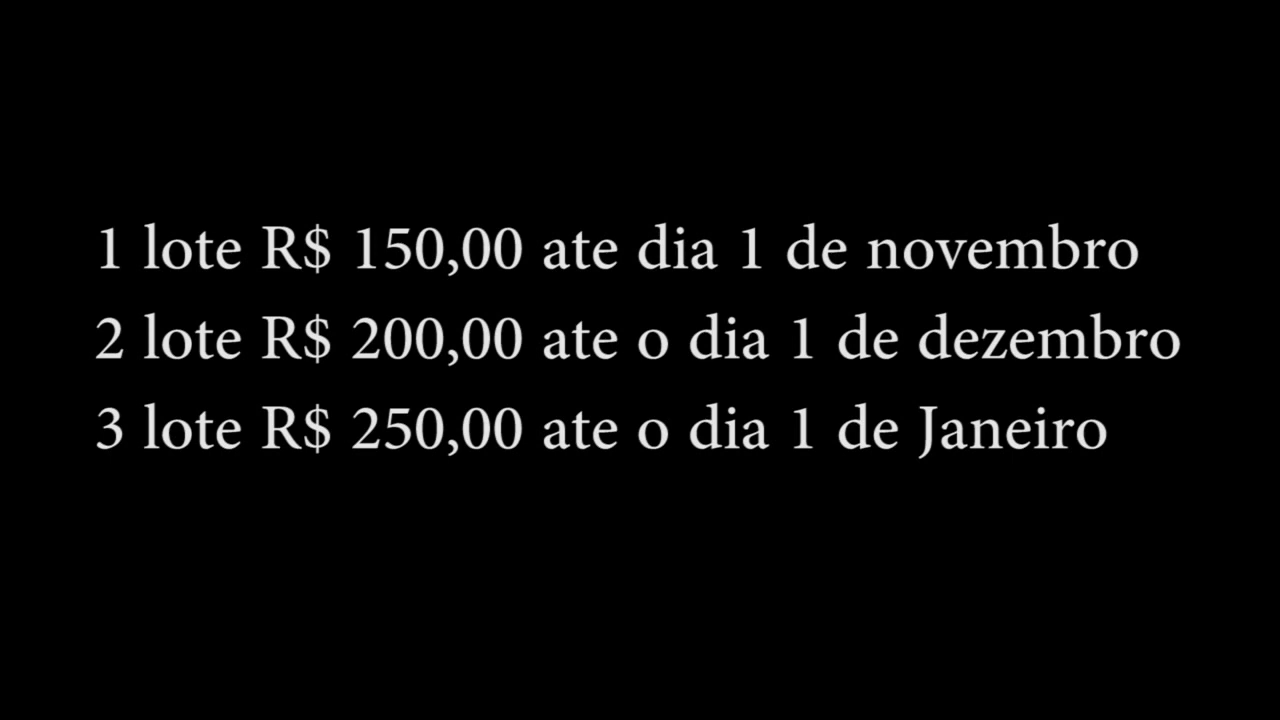 1 lote R$ 150,00 ate dia 1 de novembro
2 lote R$ 200,00 ate o dia 1 de dezembro
3 lote R$ 250,00 ate o dia 1 de Janeiro